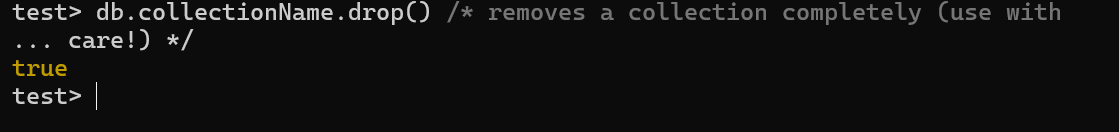 test> db.collectionName.drop() /* removes a collection completely (use with
... care!) */
true
test>